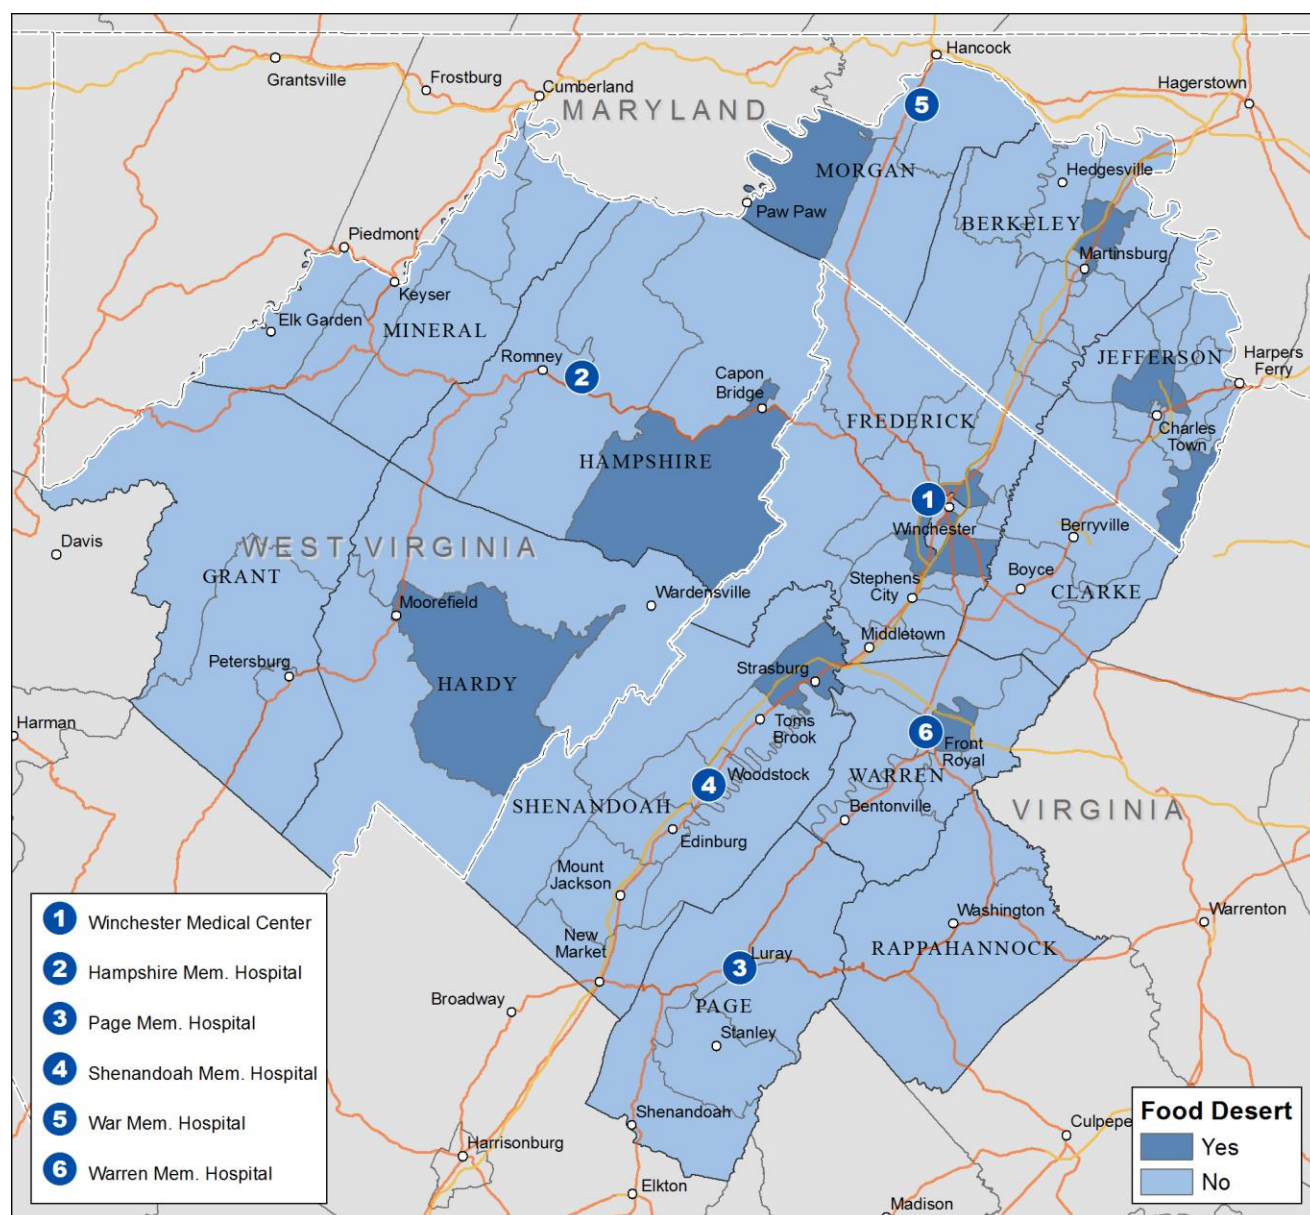 Hancock
Grantsville
Frostburg
Cumberland
Hagerstown
MARYLAND
5
MORGAN
Hedgesville
Paw Paw
BERKELEY
Piedmont
Martinsburg
Keyser
Elk Garden
MINERAL
JEFFERSON
Harpers
Ferry
Romney
2
Capon
Bridge
FREDERICK
Charles
Town
HAMPSHIRE
1
Winchester
Berryville
Davis
WEST VIRGINIA
GRANT
Stephens
City
Boyce
CLARKE
Moorefield
Wardensville
Middletown
Petersburg
Strasburg
HARDY
Harman
Toms
Brook
6
Front
Royal
Woodstock
4
WARREN
SHENANDOAH
Bentonville
VIRGINIA
Edinburg
Mount
Jackson
Washington
Warrenton
New
Market
Luray
RAPPAHANNOCK
3
Broadway
PAGE
Stanley
Shenandoah
Harrisonburg
Culpepe
Elkton
Madison
1 Winchester Medical Center
2 Hampshire Mem. Hospital
3 Page Mem. Hospital
4 Shenandoah Mem. Hospital
5 War Mem. Hospital
6 Warren Mem. Hospital
Food Desert
Yes
No